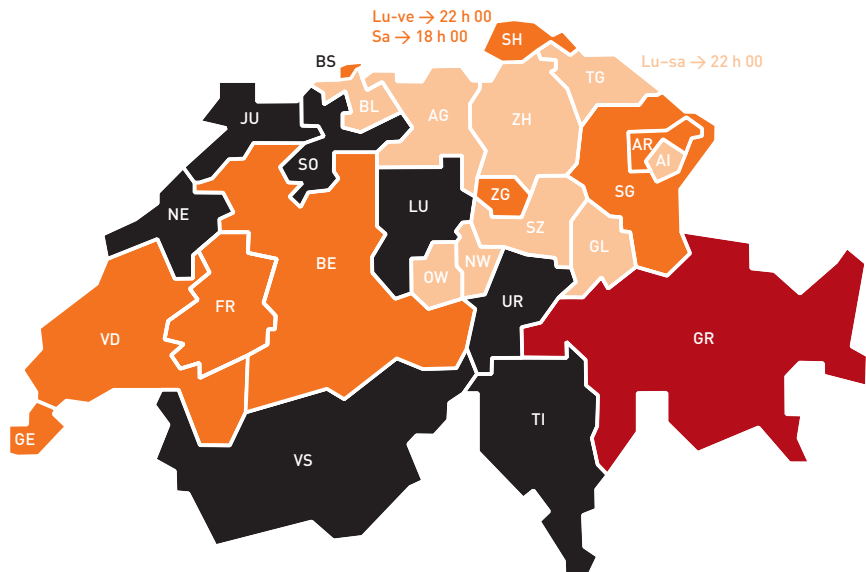 Lu-ve → 22 h 00
Sa → 18 h 00
SH
BS
Lu–sa → 22 h 00
TG
BL
JU
AG
ZH
AR
AI
SO
ZG
SG
LU
NE
SZ
GL
BE
NW
OW
UR
FR
VD
GR
TI
GE
VS